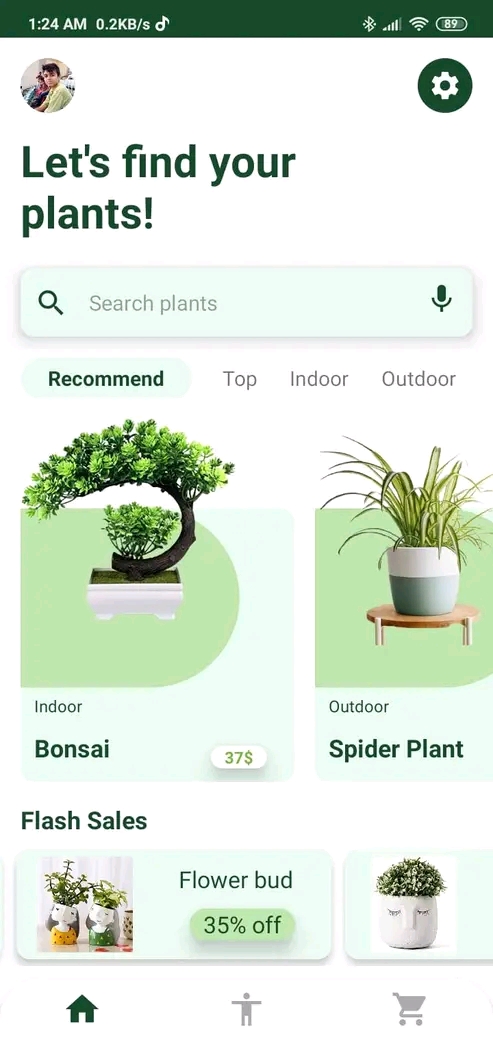 1:24 AM 0.2KB/s 89
Let's find your
plants!
Search plants
Recommend Top Indoor Outdoor
Indoor
Bonsai
37$
Outdoor
Spider Plant
Flash Sales
Flower bud
35% off